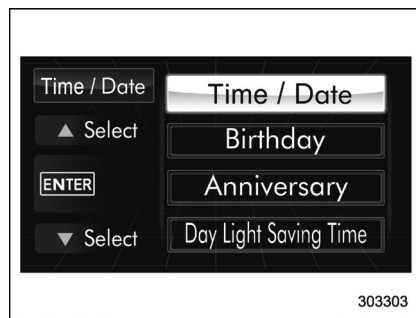 Time / Date
▲ Select
ENTER
▼ Select
Time / Date
Birthday
Anniversary
Day Light Saving Time
303303